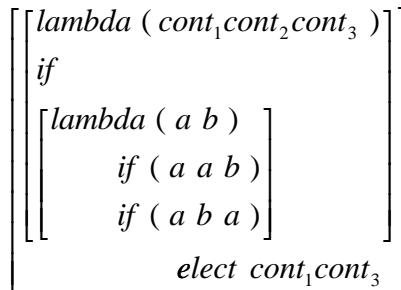 lambda ( cont₁cont₂cont₃ )
if
lambda ( a b )
if ( a a b )
if ( a b a )
elect cont₁cont₃